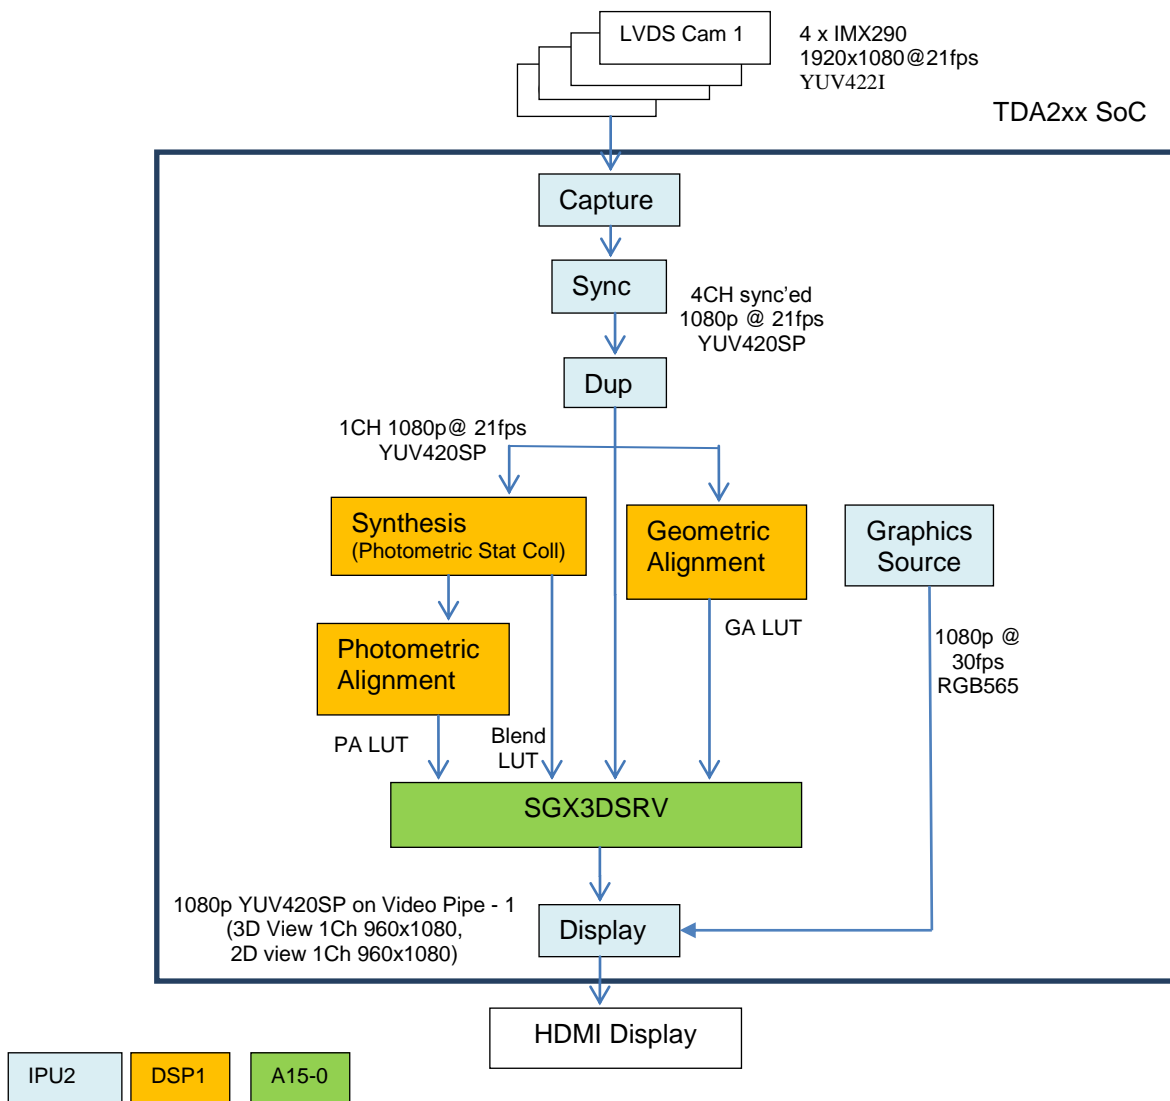 LVDS Cam 1
4 x IMX290
1920x1080@21fps
YUV422I
TDA2xx SoC
Capture
Sync
4CH sync’ed
1080p @ 21fps
YUV420SP
Dup
1CH 1080p@ 21fps
YUV420SP
Synthesis
(Photometric Stat Coll)
Geometric
Alignment
Graphics
Source
GA LUT
1080p @
30fps
RGB565
Photometric
Alignment
PA LUT
Blend
LUT
SGX3DSRV
1080p YUV420SP on Video Pipe - 1
(3D View 1Ch 960x1080,
2D view 1Ch 960x1080)
Display
HDMI Display
IPU2
DSP1
A15-0